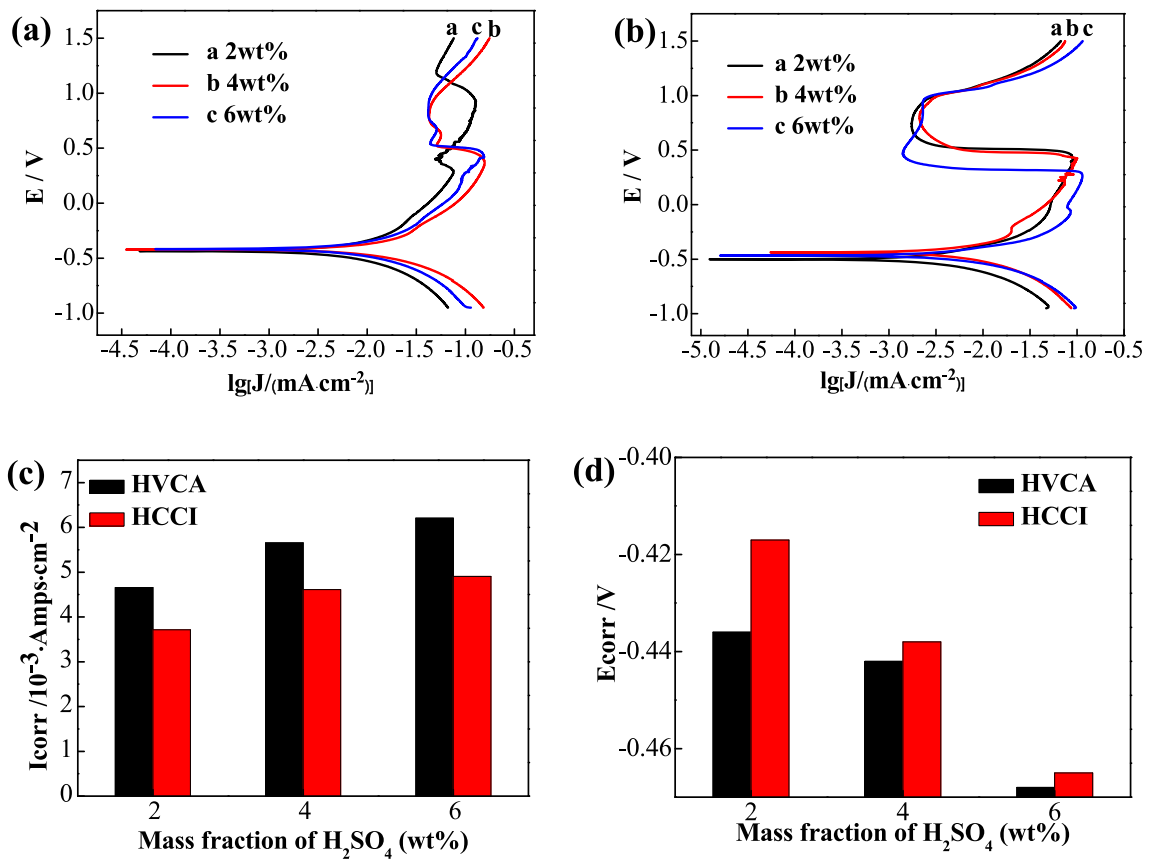 (a)
a c b
a 2wt%
b 4wt%
c 6wt%
E / V
1.5
1.0
0.5
0.0
-0.5
-1.0
-4.5 -4.0 -3.5 -3.0 -2.5 -2.0 -1.5 -1.0 -0.5
lg[J/(mA·cm⁻²)]
(b)
a b c
a 2wt%
b 4wt%
c 6wt%
E / V
1.5
1.0
0.5
0.0
-0.5
-1.0
-5.0 -4.5 -4.0 -3.5 -3.0 -2.5 -2.0 -1.5 -1.0 -0.5
lg[J/(mA·cm⁻²)]
(c)
HVCA
HCCI
Icorr /10⁻³·Amps·cm⁻²
7
6
5
4
3
2
1
0
2 4 6
Mass fraction of H₂SO₄ (wt%)
(d)
HVCA
HCCI
Ecorr /V
-0.40
-0.42
-0.44
-0.46
2 4 6
Mass fraction of H₂SO₄ (wt%)